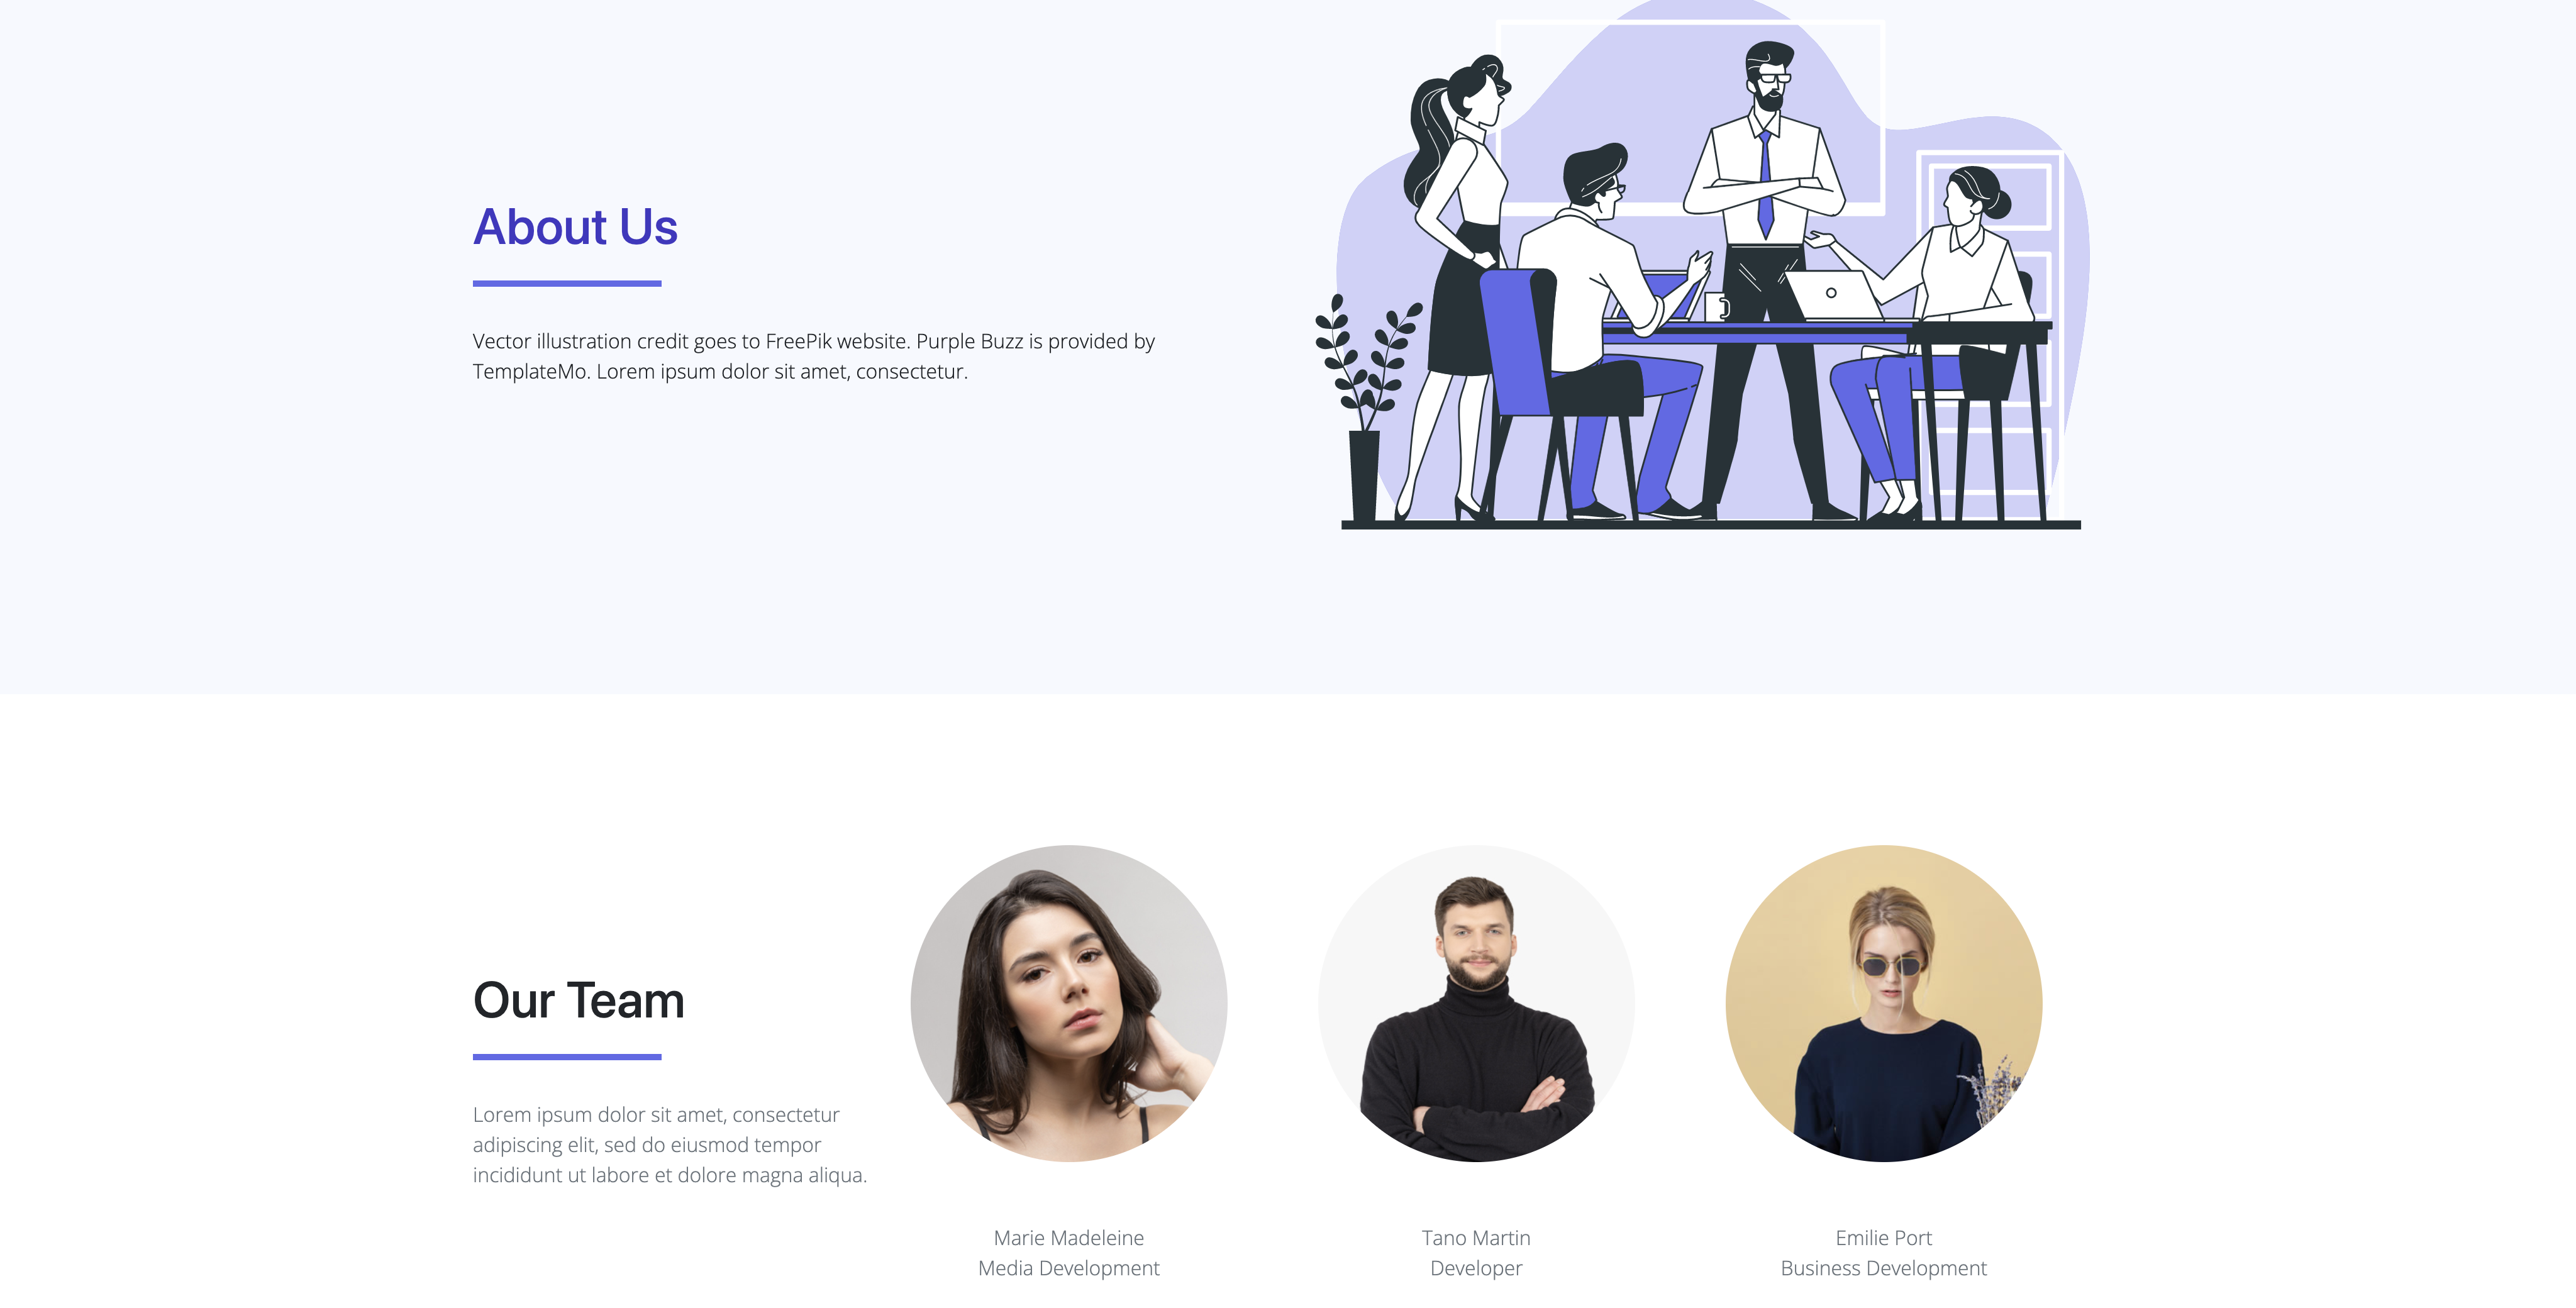 About Us
Vector illustration credit goes to FreePik website. Purple Buzz is provided by
TemplateMo. Lorem ipsum dolor sit amet, consectetur.
Our Team
Lorem ipsum dolor sit amet, consectetur
adipiscing elit, sed do eiusmod tempor
incididunt ut labore et dolore magna aliqua.
Marie Madeleine
Media Development
Tano Martin
Developer
Emilie Port
Business Development